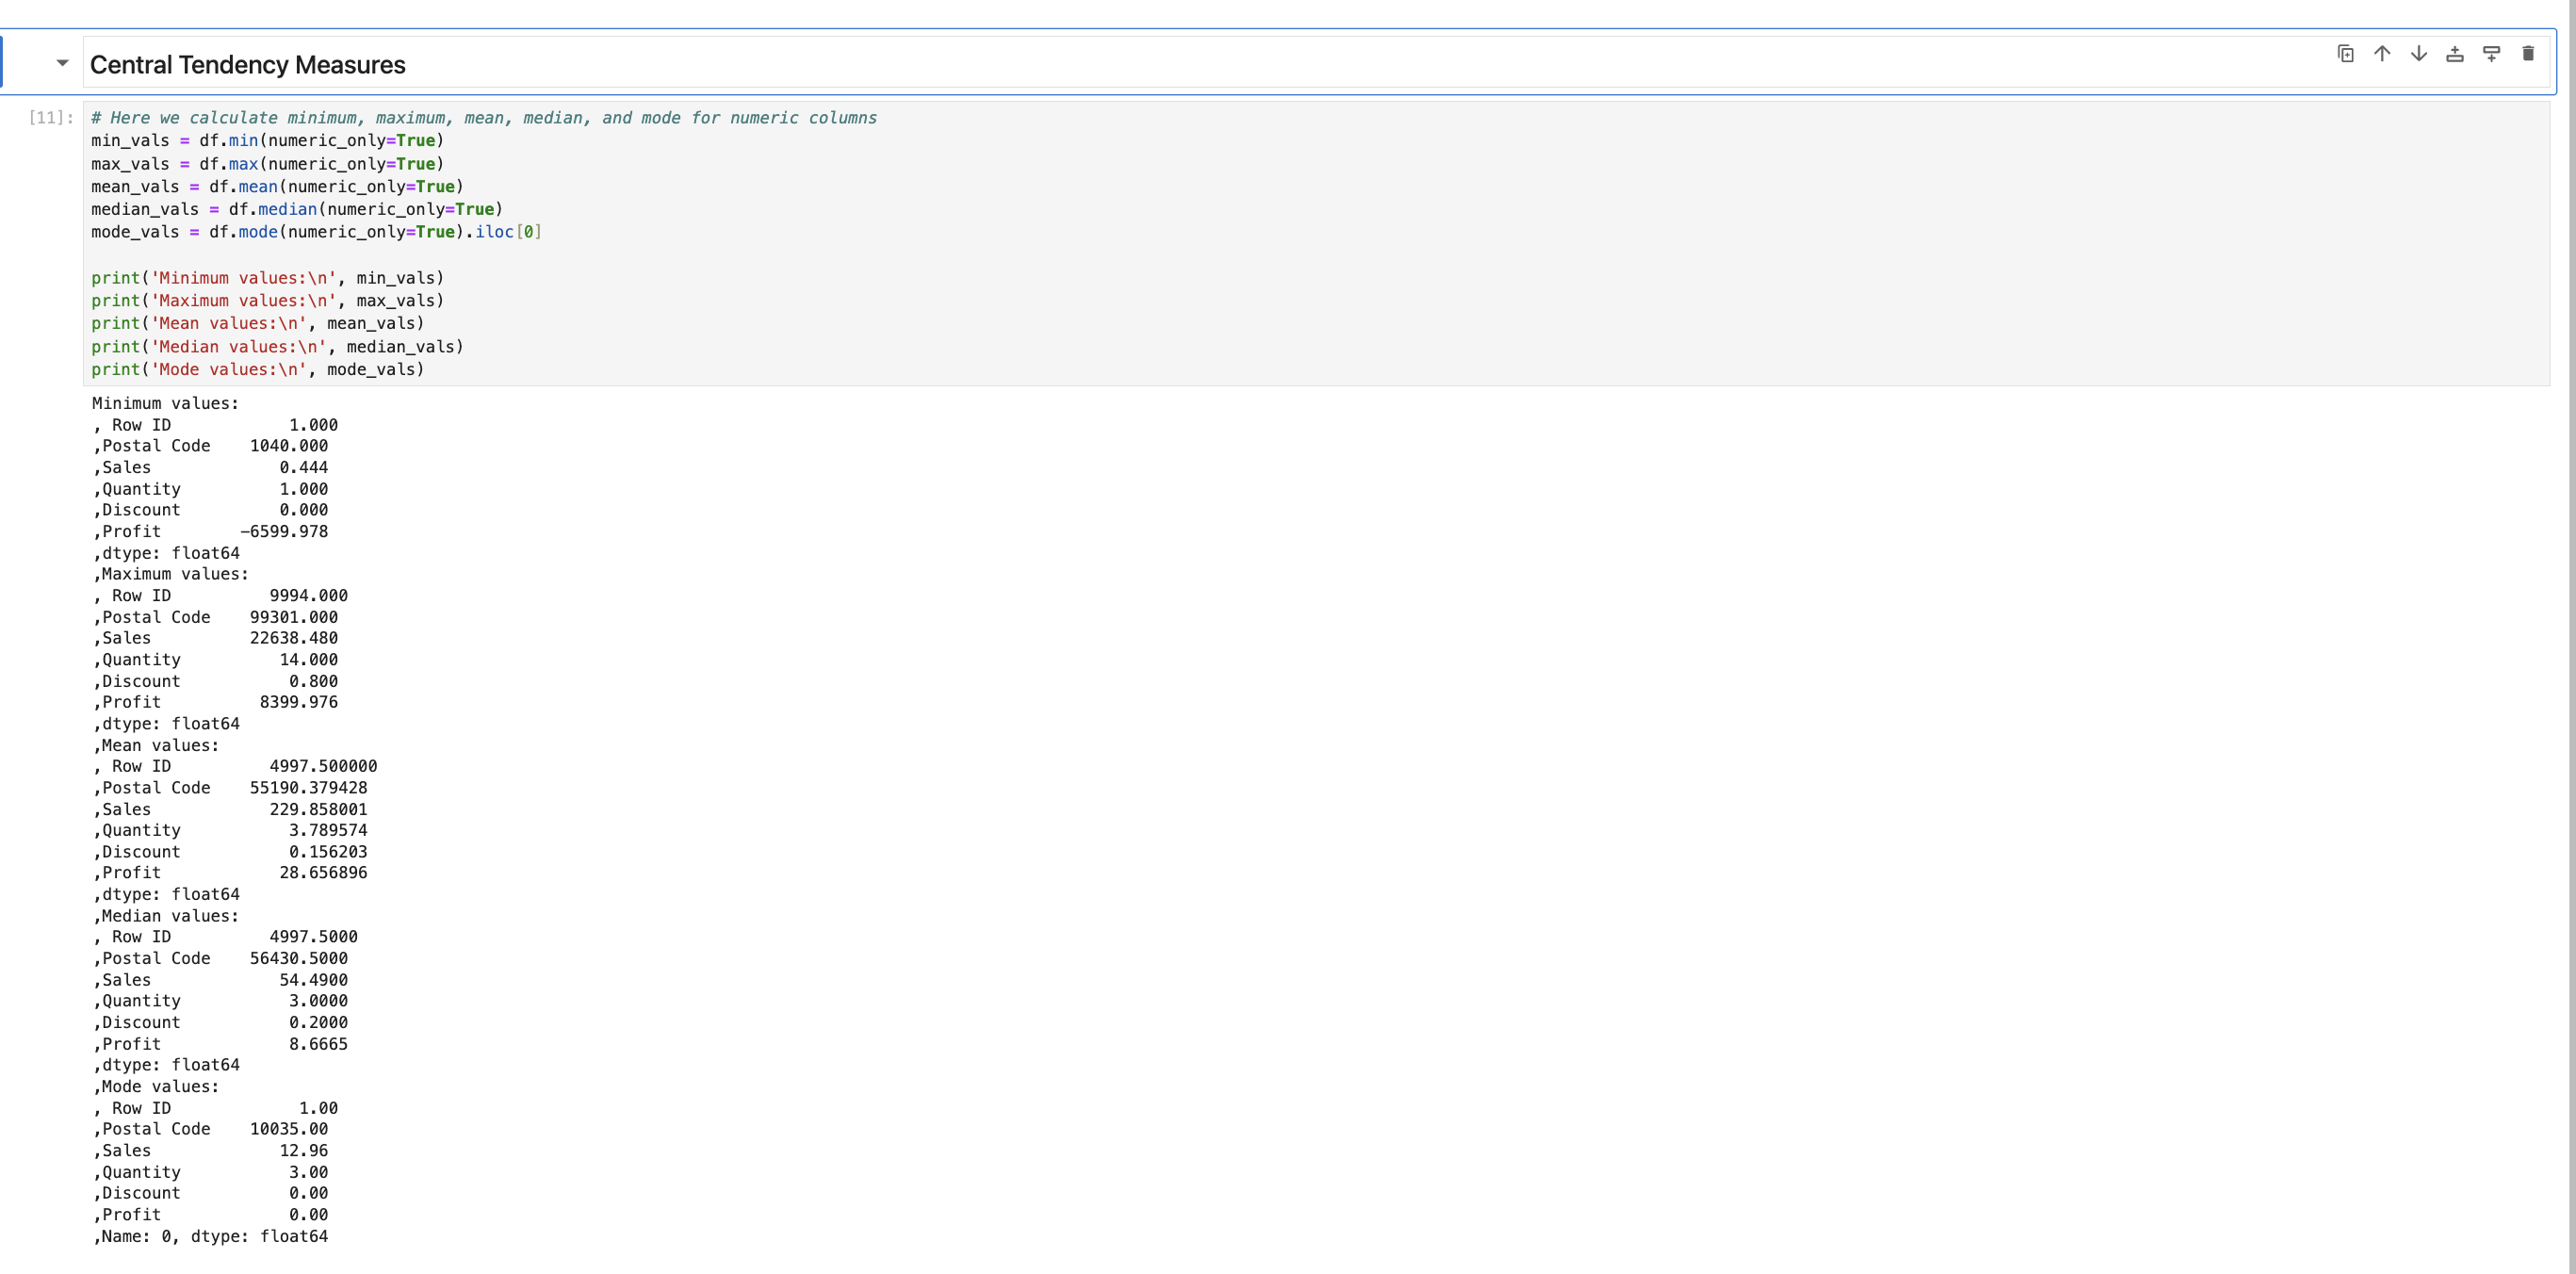 Central Tendency Measures
[11]:
# Here we calculate minimum, maximum, mean, median, and mode for numeric columns
min_vals = df.min(numeric_only=True)
max_vals = df.max(numeric_only=True)
mean_vals = df.mean(numeric_only=True)
median_vals = df.median(numeric_only=True)
mode_vals = df.mode(numeric_only=True).iloc[0]

print('Minimum values:\n', min_vals)
print('Maximum values:\n', max_vals)
print('Mean values:\n', mean_vals)
print('Median values:\n', median_vals)
print('Mode values:\n', mode_vals)
Minimum values:
, Row ID            1.000
,Postal Code    1040.000
,Sales             0.444
,Quantity          1.000
,Discount          0.000
,Profit        -6599.978
,dtype: float64
,Maximum values:
, Row ID          9994.000
,Postal Code    99301.000
,Sales          22638.480
,Quantity          14.000
,Discount           0.800
,Profit          8399.976
,dtype: float64
,Mean values:
, Row ID          4997.500000
,Postal Code    55190.379428
,Sales            229.858001
,Quantity           3.789574
,Discount           0.156203
,Profit            28.656896
,dtype: float64
,Median values:
, Row ID          4997.5000
,Postal Code    56430.5000
,Sales             54.4900
,Quantity           3.0000
,Discount           0.2000
,Profit             8.6665
,dtype: float64
,Mode values:
, Row ID             1.00
,Postal Code    10035.00
,Sales             12.96
,Quantity           3.00
,Discount           0.00
,Profit             0.00
,Name: 0, dtype: float64